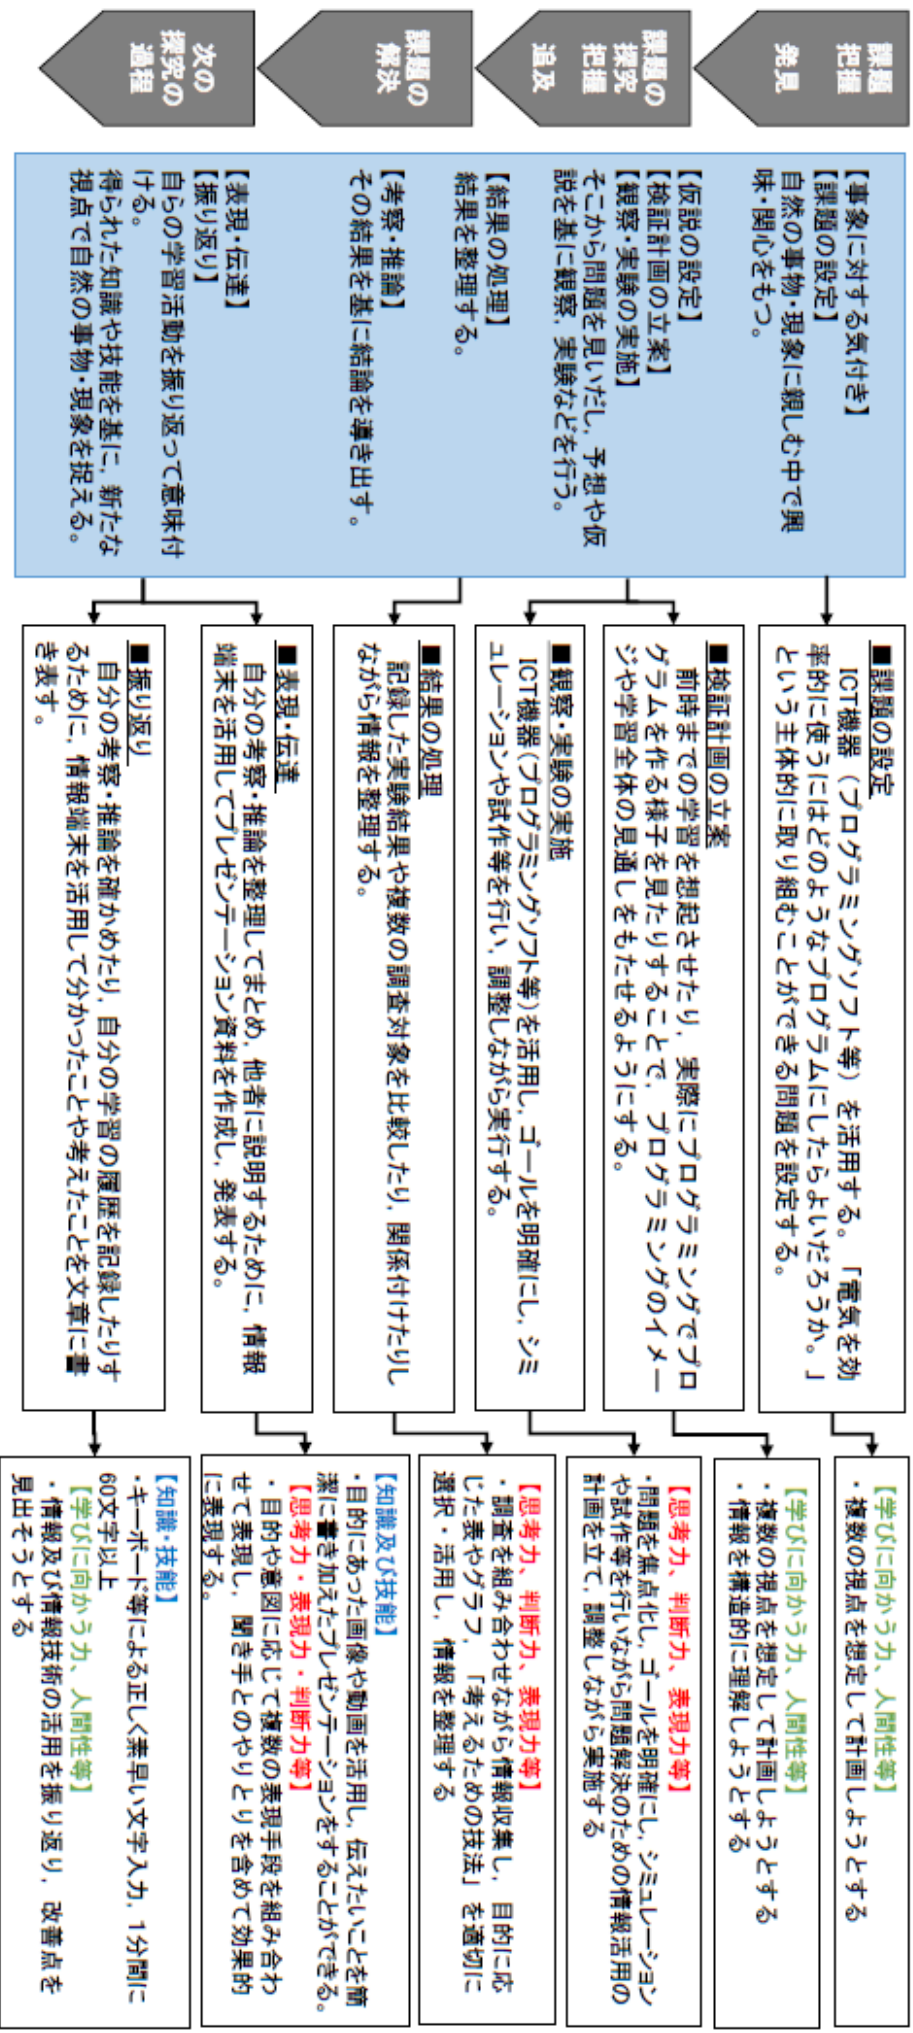 課題
把握
発見
課題の
探究
把握
追及
課題の
解決
次の
探究の
過程
【事象に対する気付き】
【課題の設定】
自然の事物・現象に親しむ中で興
味・関心をもつ。
【仮説の設定】
【検証計画の立案】
【観察・実験の実施】
そこから問題を見いだし，予想や仮
説を基に観察，実験などを行う。
【結果の処理】
結果を整理する。
【考察・推論】
その結果を基に結論を導き出す。
【表現・伝達】
【振り返り】
自らの学習活動を振り返って意味付
ける。
得られた知識や技能を基に，新たな
視点で自然の事物・現象を捉える。
■課題の設定
ICT機器（プログラミングソフト等）を活用する。「電気を効
率的に使うにはどのようなプログラムにしたらよいだろうか。」
という主体的に取り組むことができる問題を設定する。
■検証計画の立案
前時までの学習を想起させたり，実際にプログラミングでプロ
グラムを作る様子を見たりすることで，プログラミングのイメー
ジや学習全体の見通しをもたせるようにする。
■観察・実験の実施
ICT機器（プログラミングソフト等）を活用し，ゴールを明確にし，シミ
ュレーションや試作等を行い，調整しながら実行する。
■結果の処理
記録した実験結果や複数の調査対象を比較したり，関係付けたりし
ながら情報を整理する。
■表現・伝達
自分の考察・推論を整理してまとめ，他者に説明するために，情報
端末を活用してプレゼンテーション資料を作成し，発表する。
■振り返り
自分の考察・推論を確かめたり，自分の学習の履歴を記録したりす
るために，情報端末を活用して分かったことや考えたことを文章に書
き表す。
【学びに向かう力、人間性等】
・複数の視点を想定して計画しようとする
【学びに向かう力、人間性等】
・複数の視点を想定して計画しようとする
・情報を構造的に理解しようとする
【思考力、判断力、表現力等】
・問題を焦点化し，ゴールを明確にし，シミュレーション
や試作等を行いながら問題解決のための情報活用の
計画を立て，調整しながら実施する
【思考力、判断力、表現力等】
・調査を組み合わせながら情報収集し，目的に応
じた表やグラフ，「考えるための技法」を適切に
選択・活用し，情報を整理する
【知識及び技能】
・目的にあった画像や動画を活用し，伝えたいことを簡
潔に書き加えたプレゼンテーションをすることができる。
【思考力・表現力・判断力等】
・目的や意図に応じて複数の表現手段を組み合わ
せて表現し，聞き手とのやりとりを含めて効果的
に表現する。
【知識・技能】
・キーボード等による正しく素早い文字入力，1分間に
60文字以上
【学びに向かう力、人間性等】
・情報及び情報技術の活用を振り返り，改善点を
見出そうとする